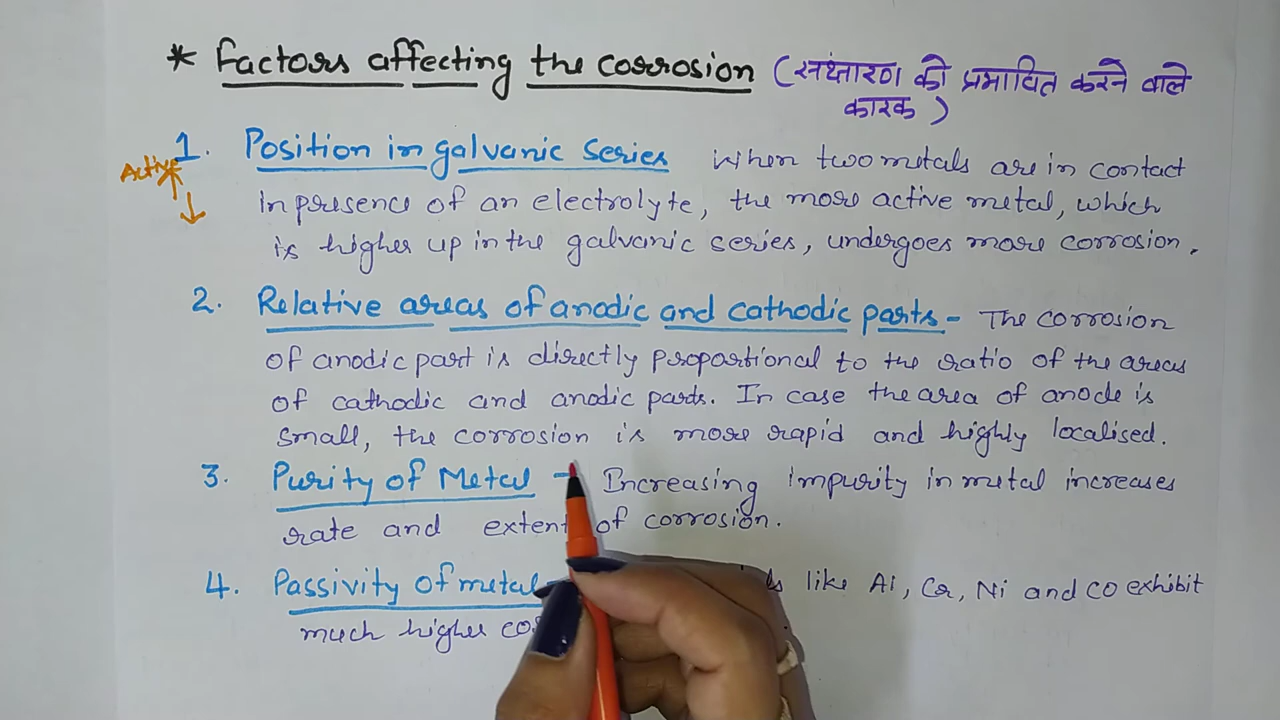 * Factors affecting the corrosion (संक्षारण को प्रभावित करने वाले
कारक)
1. Position in galvanic series When two metals are in contact
Active
in presence of an electrolyte, the more active metal, which
is higher up in the galvanic series, undergoes more corrosion.
2. Relative areas of anodic and cathodic parts - The corrosion
of anodic part is directly proportional to the ratio of the areas
of cathodic and anodic parts. In case the area of anode is
small, the corrosion is more rapid and highly localised.
3. Purity of Metal - Increasing impurity in metal increases
rate and extent of corrosion.
4. Passivity of metal like Al, Cr, Ni and Co exhibit
much higher